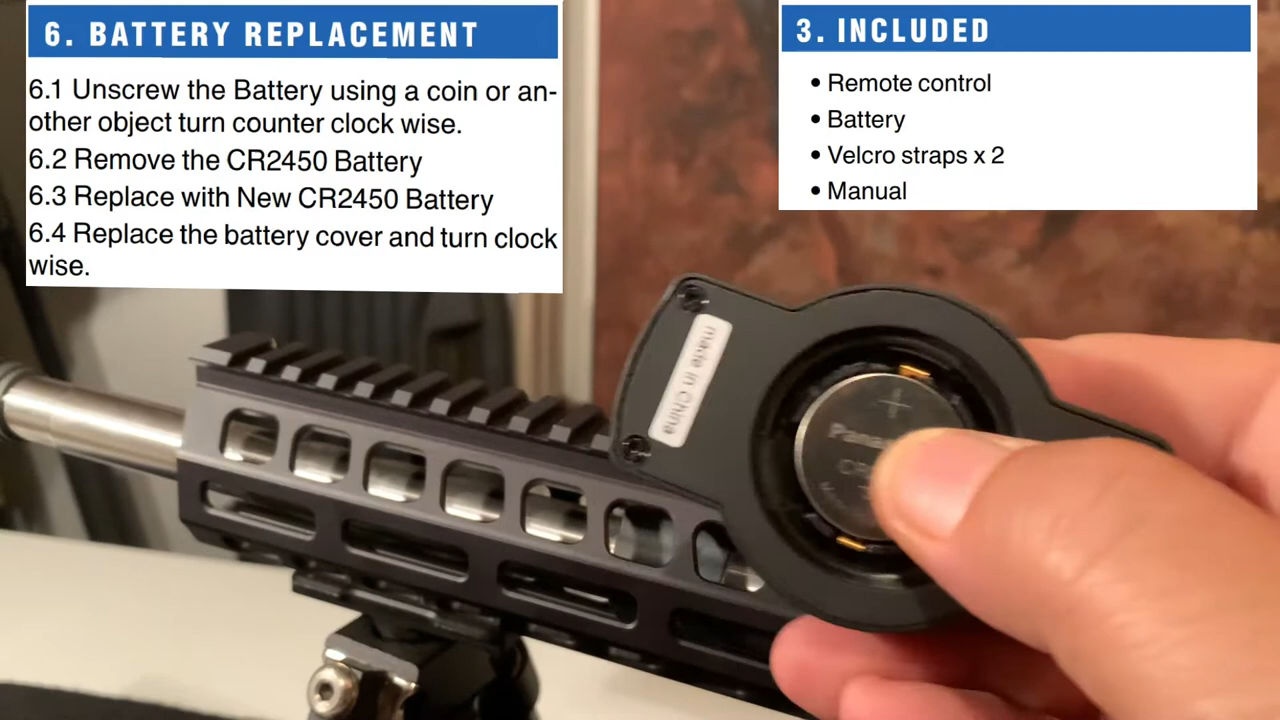 6. BATTERY REPLACEMENT
6.1 Unscrew the Battery using a coin or an-
other object turn counter clock wise.
6.2 Remove the CR2450 Battery
6.3 Replace with New CR2450 Battery
6.4 Replace the battery cover and turn clock
wise.
3. INCLUDED
• Remote control
• Battery
• Velcro straps x 2
• Manual
made in China
+